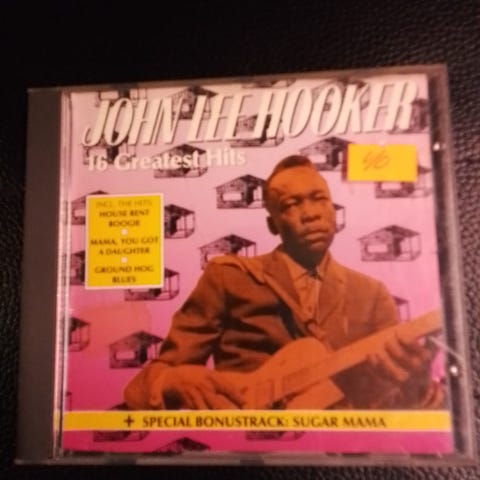 JOHN LEE HOOKER
16 Greatest Hits
INCL. THE HITS
HOUSE RENT
BOOGIE
MAMA, YOU GOT
A DAUGHTER
GROUND HOG
BLUES
+ SPECIAL BONUSTRACK: SUGAR MAMA